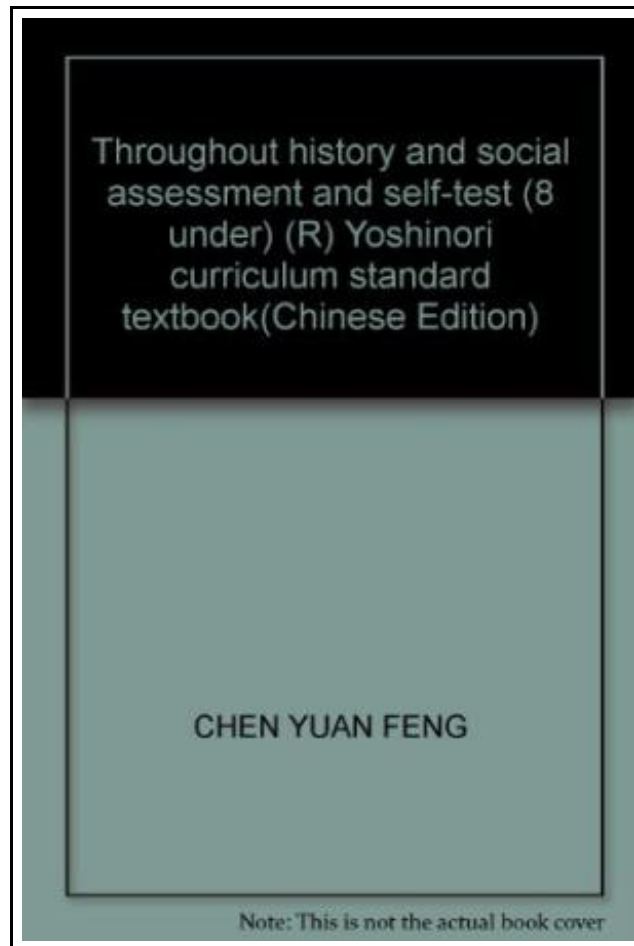 Throughout history and social
assessment and self-test (8
under) (R) Yoshinori
curriculum standard
textbook(Chinese Edition)
CHEN YUAN FENG
Note: This is not the actual book cover